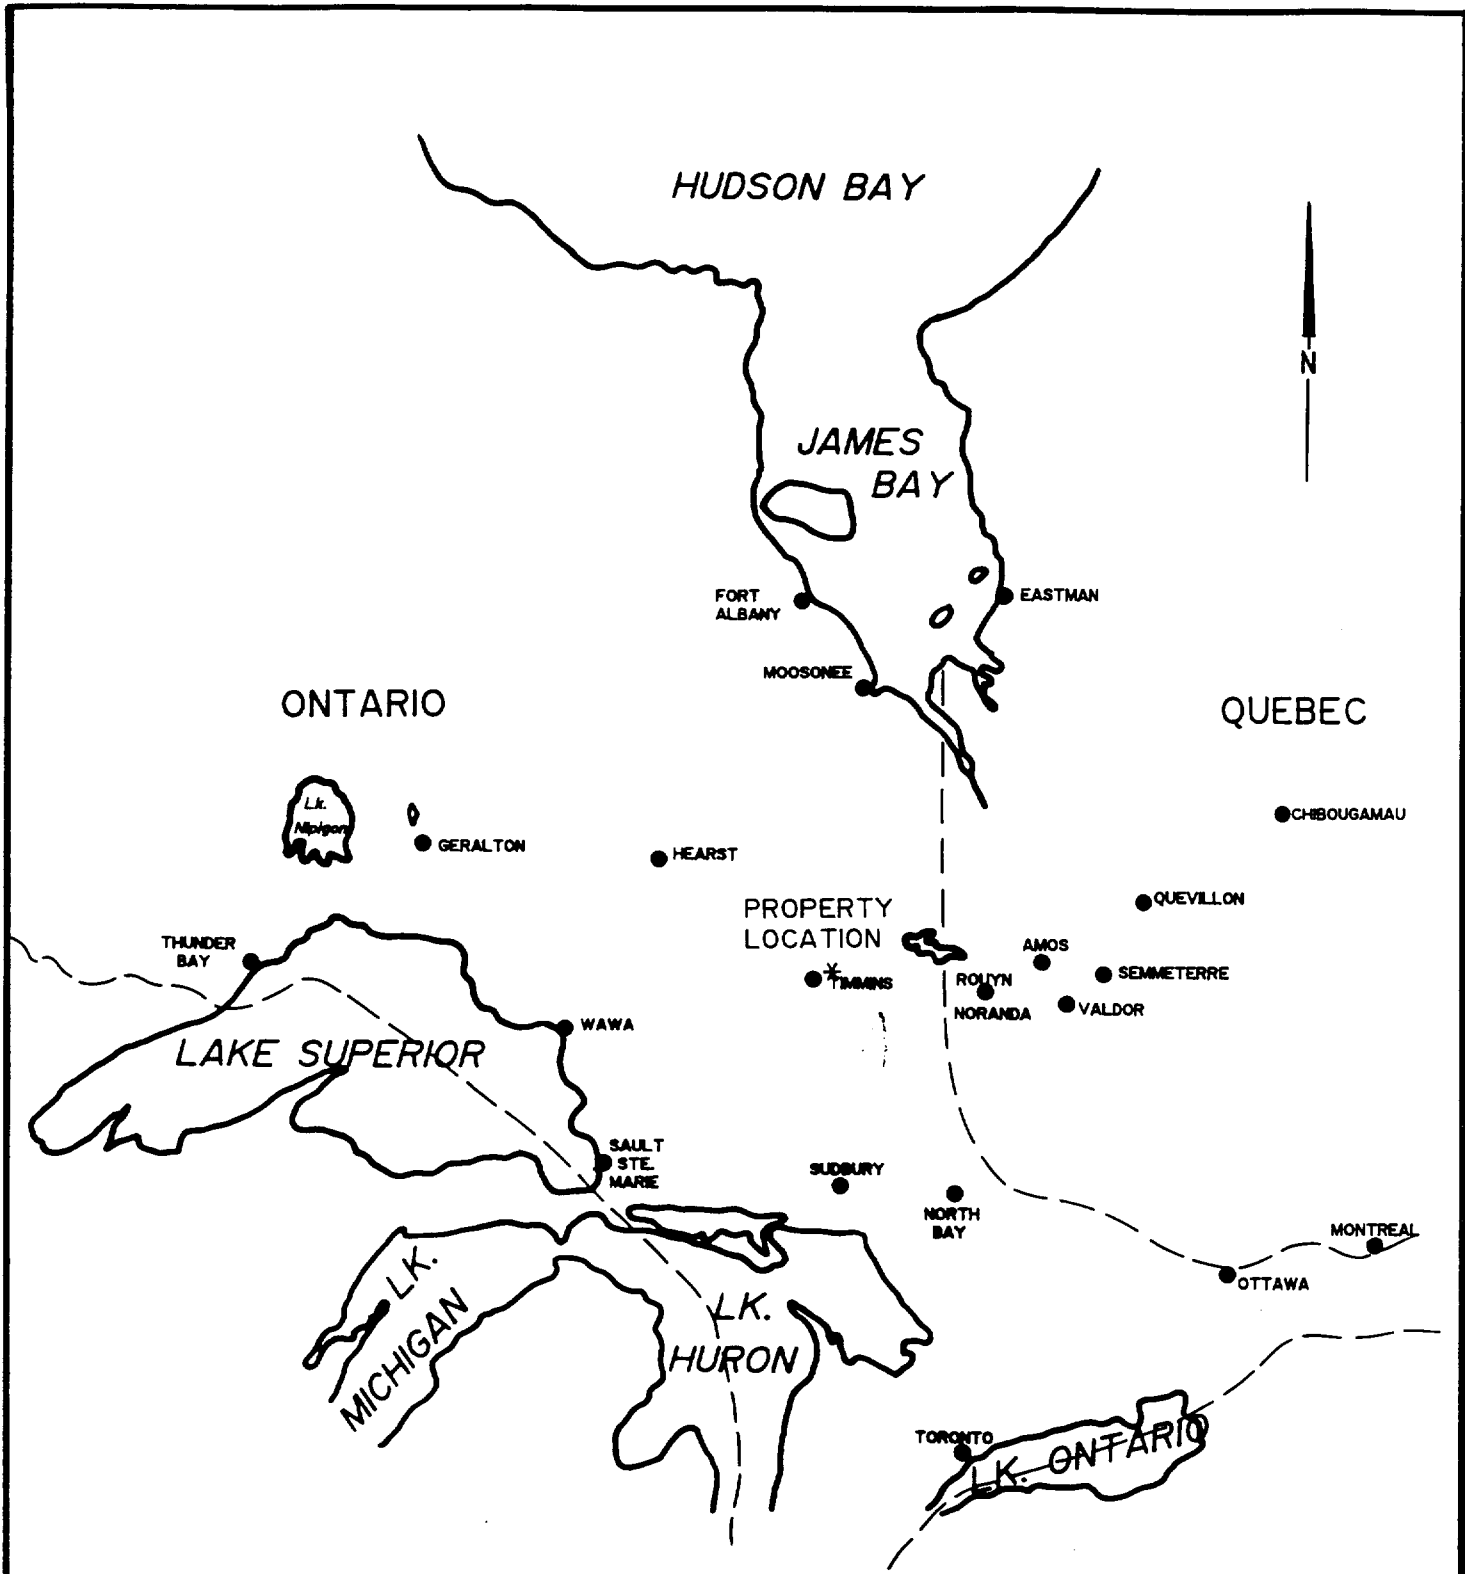 HUDSON BAY
N
JAMES
BAY
FORT
ALBANY
EASTMAN
MOOSONEE
ONTARIO
QUEBEC
Lk.
Nipigon
GERALTON
HEARST
CHIBOUGAMAU
QUEVILLON
PROPERTY
LOCATION
THUNDER
BAY
AMOS
SEMMETERRE
TIMMINS
ROUYN
NORANDA
VALDOR
WAWA
LAKE SUPERIOR
SAULT
STE.
MARIE
SUDBURY
NORTH
BAY
MONTREAL
OTTAWA
LK.
MICHIGAN
LK.
HURON
TORONTO
LK. ONTARIO